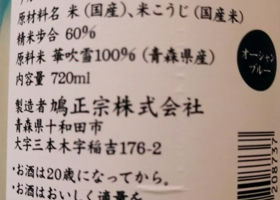 原材料名 米(国産)、米こうじ(国産米)
精米歩合 60%
原料米 華吹雪100%(青森県産)
内容量 720ml
製造者 鳩正宗株式会社
青森県十和田市
大字三本木字稲吉176-2
・お酒は20歳になってから。
・お酒はおいしく適量を
オーシャン
ブルー
208737